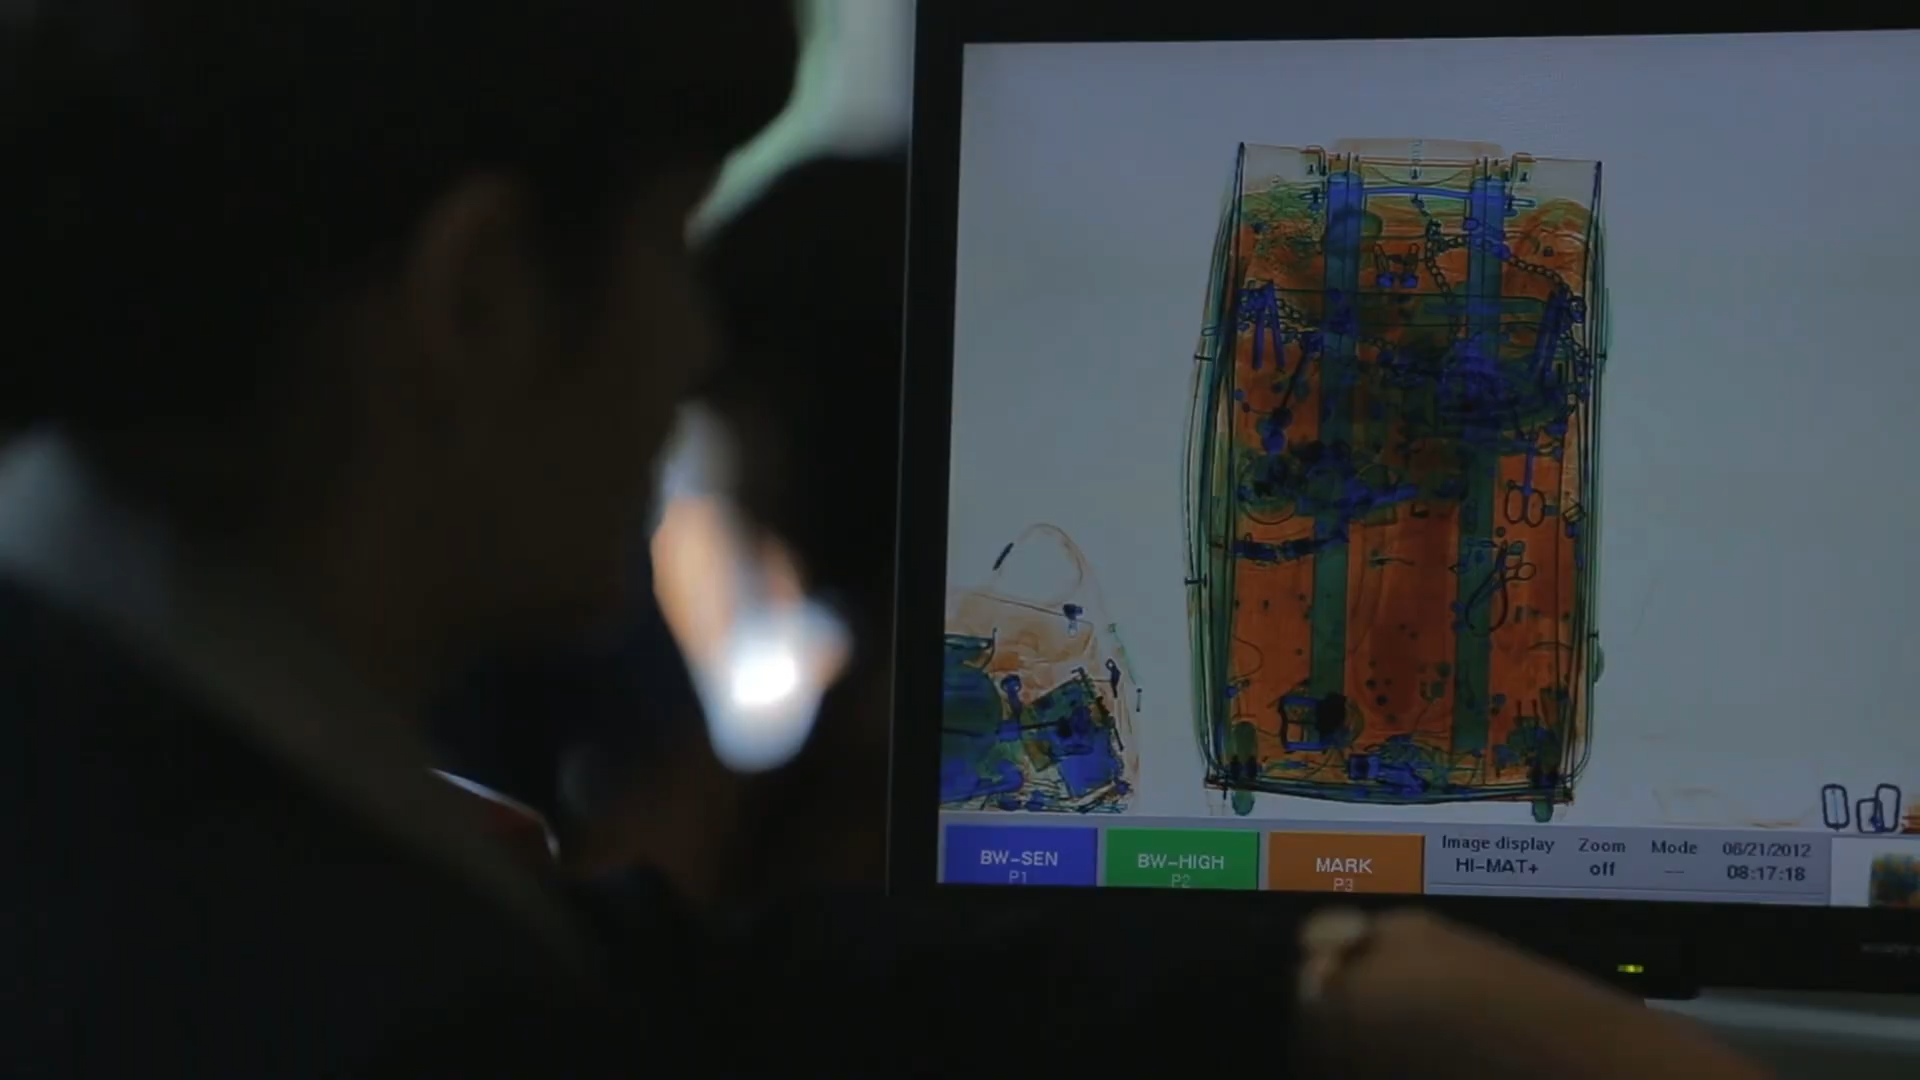 BW-SEN
P1
BW-HIGH
P2
MARK
P3
Image display
HI-MAT+
Zoom
off
Mode
---
06/21/2012
08:17:18